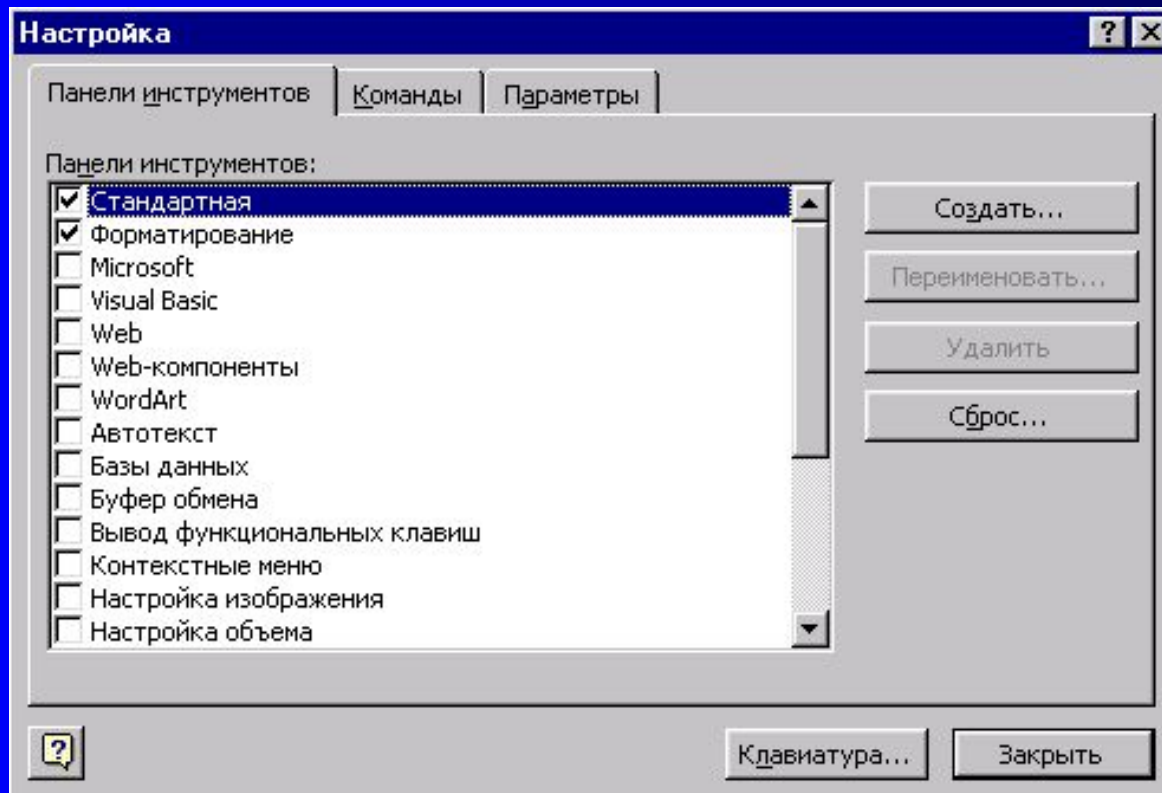 Настройка
Панели инструментов Команды Параметры
Панели инструментов:
Стандартная
Форматирование
Microsoft
Visual Basic
Web
Web-компоненты
WordArt
Автотекст
Базы данных
Буфер обмена
Вывод функциональных клавиш
Контекстные меню
Настройка изображения
Настройка объема
Создать...
Переименовать...
Удалить
Сброс...
Клавиатура... Закрыть